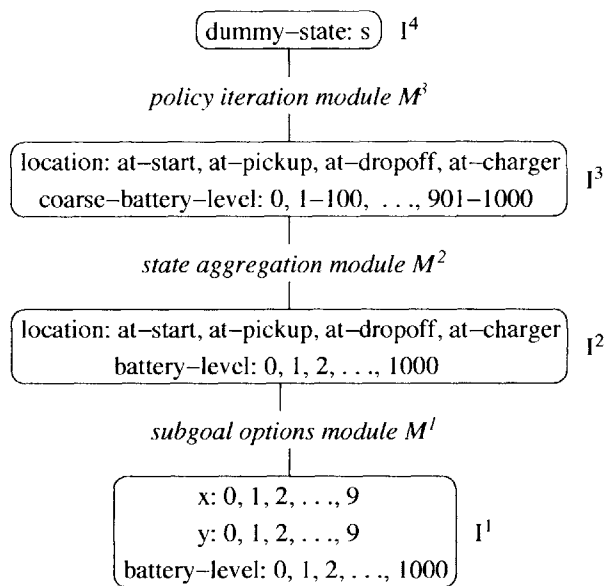 dummy–state: s I4
policy iteration module M3
location: at–start, at–pickup, at–dropoff, at–charger
coarse–battery–level: 0, 1–100, . . ., 901–1000 I3
state aggregation module M2
location: at–start, at–pickup, at–dropoff, at–charger
battery–level: 0, 1, 2, . . ., 1000 I2
subgoal options module M1
x: 0, 1, 2, . . ., 9
y: 0, 1, 2, . . ., 9 I1
battery–level: 0, 1, 2, . . ., 1000